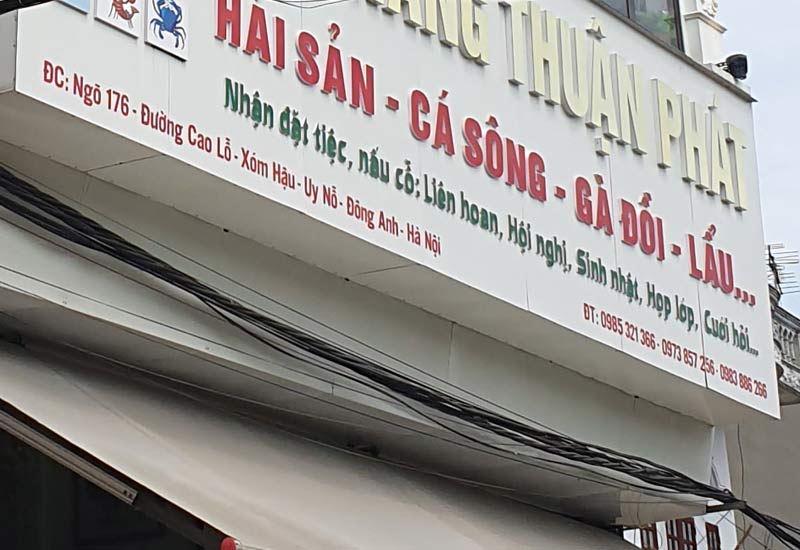 THUẬN PHÁT
HẢI SẢN - CÁ SÔNG - GÀ ĐỒI - LẨU...
Nhận đặt tiệc, nấu cỗ: Liên hoan, Hội nghị, Sinh nhật, Họp lớp, Cưới hỏi...
ĐC: Ngõ 176 - Đường Cao Lỗ - Xóm Hậu - Uy Nỗ - Đông Anh - Hà Nội
ĐT: 0985 321 366 - 0973 857 256 - 0983 886 266